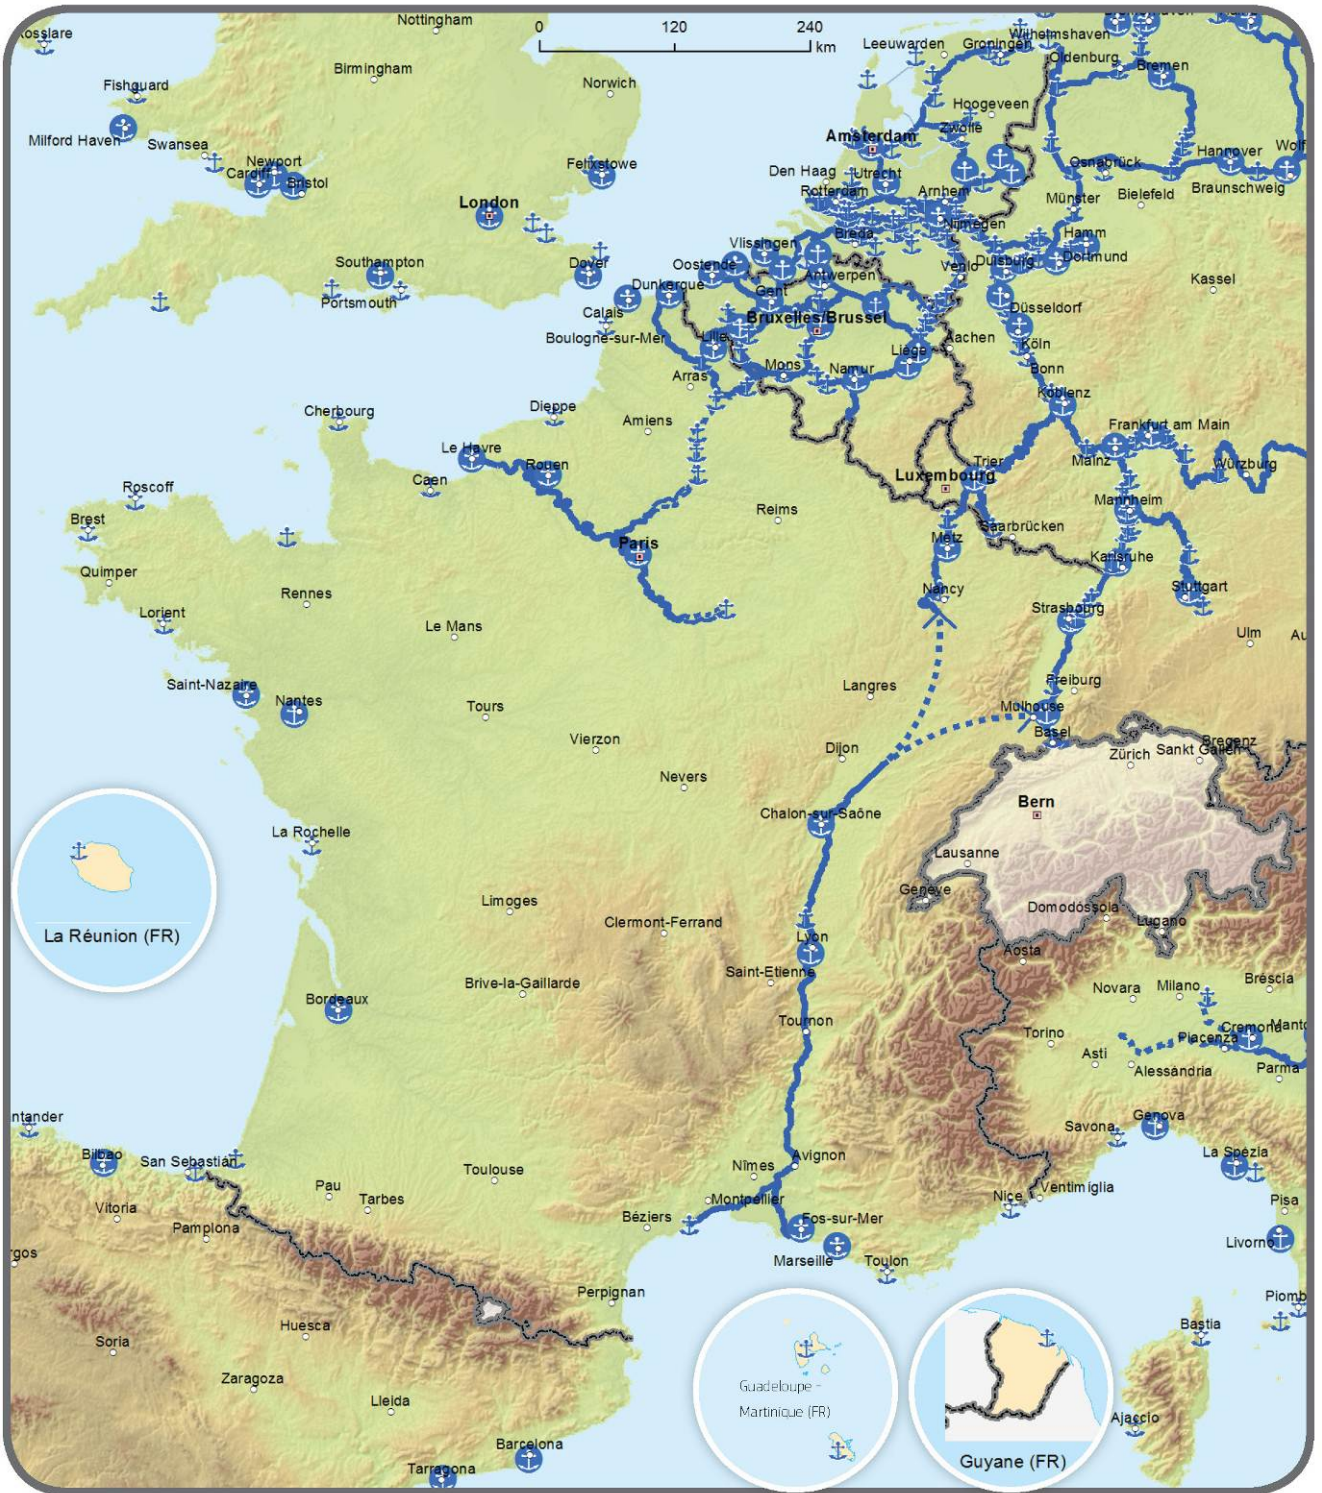 Nottingham
0 120 240
km
Rosslare
Leeuwarden
Groningen
Wilhelmshaven
Oldenburg
Bremen
Birmingham
Norwich
Fishguard
Hoogeveen
Milford Haven
Swansea
Amsterdam
Zwolle
Newport
Cardiff
Bristol
Felixstowe
Den Haag
Utrecht
Osnabrück
Hannover
Wolf
Rotterdam
Arnhem
Münster
Bielefeld
Braunschweig
London
Nijmegen
Breda
Hamm
Vlissingen
Southampton
Dover
Oostende
Antwerpen
Venlo
Duisburg
Dortmund
Kassel
Portsmouth
Dunkerque
Gent
Calais
Bruxelles/Brussel
Düsseldorf
Boulogne-sur-Mer
Lille
Liège
Aachen
Köln
Arras
Mons
Namur
Bonn
Koblenz
Cherbourg
Dieppe
Amiens
Frankfurt am Main
Le Havre
Rouen
Trier
Mainz
Würzburg
Luxembourg
Roscoff
Caen
Mannheim
Reims
Saarbrücken
Brest
Paris
Metz
Karlsruhe
Quimper
Nancy
Stuttgart
Rennes
Lorient
Strasbourg
Le Mans
Ulm
Au
Saint-Nazaire
Langres
Freiburg
Nantes
Tours
Mulhouse
Basel
Vierzon
Dijon
Bregenz
Zürich
Sankt Gallen
Nevers
Bern
Chalon-sur-Saône
La Rochelle
Lausanne
Genève
Limoges
Domodossola
La Réunion (FR)
Clermont-Ferrand
Lyon
Lugano
Aosta
Saint-Etienne
Brive-la-Gaillarde
Novara
Milano
Bréscia
Bordeaux
Tournon
Torino
Cremona
Manto
Piacenza
Asti
Alessándria
Parma
ntander
Savona
Genova
Bilbao
San Sebastián
Toulouse
Nîmes
Avignon
La Spézia
Pau
Tarbes
Montpellier
Nice
Ventimiglia
Pisa
Vitoria
Pamplona
Béziers
Fos-sur-Mer
Livorno
rgos
Marseille
Toulon
Perpignan
Piomb
Huesca
Bastia
Soria
Zaragoza
Guadeloupe -
Martinique (FR)
Lleida
Ajaccio
Barcelona
Guyane (FR)
Tarragona